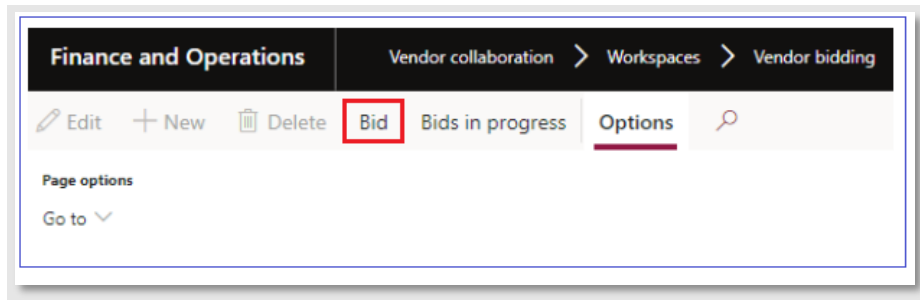 Finance and Operations Vendor collaboration > Workspaces > Vendor bidding
Edit + New Delete Bid Bids in progress Options
Page options
Go to